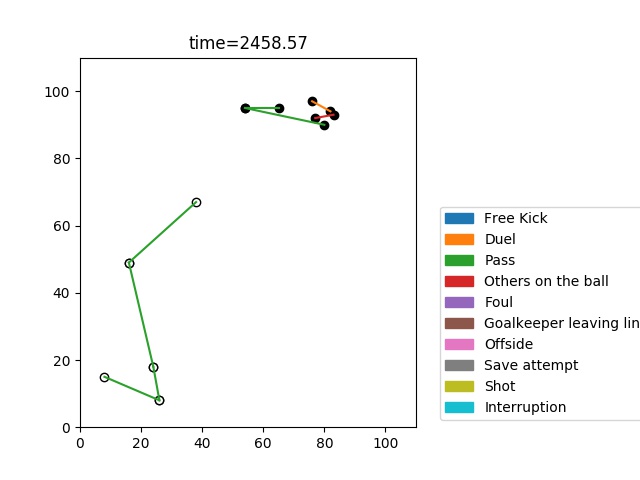 time=2458.57
100
80
60
40
20
0
0 20 40 60 80 100
Free Kick
Duel
Pass
Others on the ball
Foul
Goalkeeper leaving lin
Offside
Save attempt
Shot
Interruption